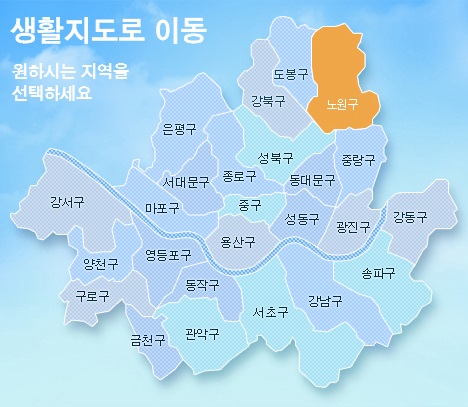 생활지도로 이동
원하시는 지역을
선택하세요
도봉구
노원구
강북구
은평구
성북구
중랑구
서대문구
종로구
동대문구
강서구
마포구
중구
성동구
광진구
강동구
용산구
양천구
영등포구
송파구
구로구
동작구
강남구
서초구
금천구
관악구